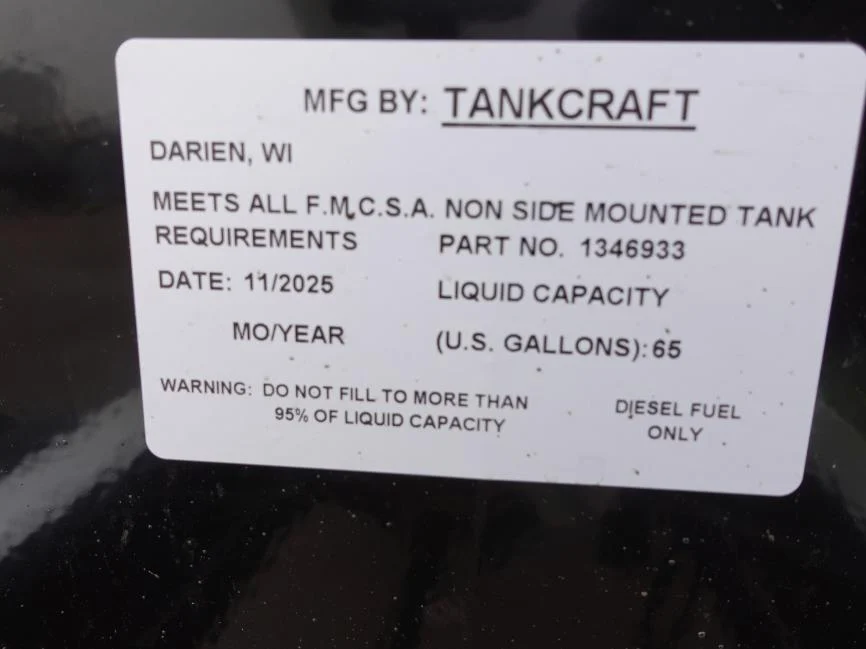 MFG BY: TANKCRAFT
DARIEN, WI
MEETS ALL F.M.C.S.A. NON SIDE MOUNTED TANK
REQUIREMENTS PART NO. 1346933
DATE: 11/2025 LIQUID CAPACITY
MO/YEAR (U.S. GALLONS): 65
WARNING: DO NOT FILL TO MORE THAN
95% OF LIQUID CAPACITY
DIESEL FUEL
ONLY